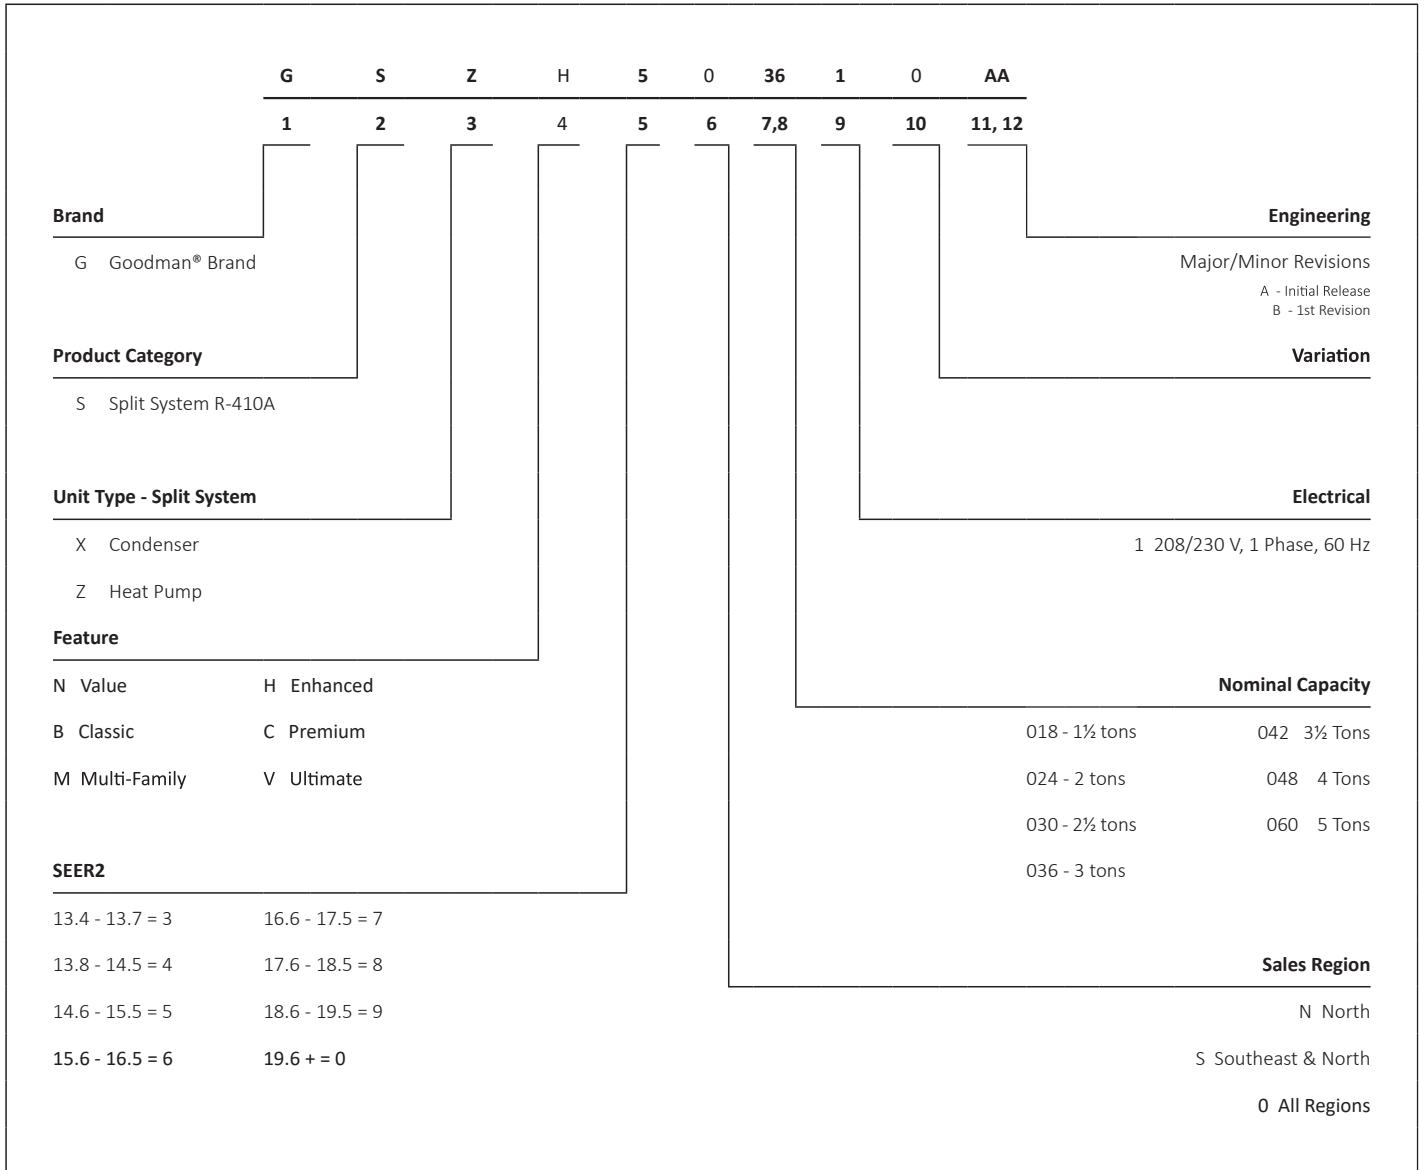 G S Z H 5 0 36 1 0 AA
1 2 3 4 5 6 7,8 9 10 11, 12
Brand
G Goodman® Brand
Product Category
S Split System R-410A
Unit Type - Split System
X Condenser
Z Heat Pump
Feature
N Value H Enhanced
B Classic C Premium
M Multi-Family V Ultimate
SEER2
13.4 - 13.7 = 3 16.6 - 17.5 = 7
13.8 - 14.5 = 4 17.6 - 18.5 = 8
14.6 - 15.5 = 5 18.6 - 19.5 = 9
15.6 - 16.5 = 6 19.6 + = 0
Engineering
Major/Minor Revisions
A - Initial Release
B - 1st Revision
Variation
Electrical
1 208/230 V, 1 Phase, 60 Hz
Nominal Capacity
018 - 1½ tons 042 3½ Tons
024 - 2 tons 048 4 Tons
030 - 2½ tons 060 5 Tons
036 - 3 tons
Sales Region
N North
S Southeast & North
0 All Regions